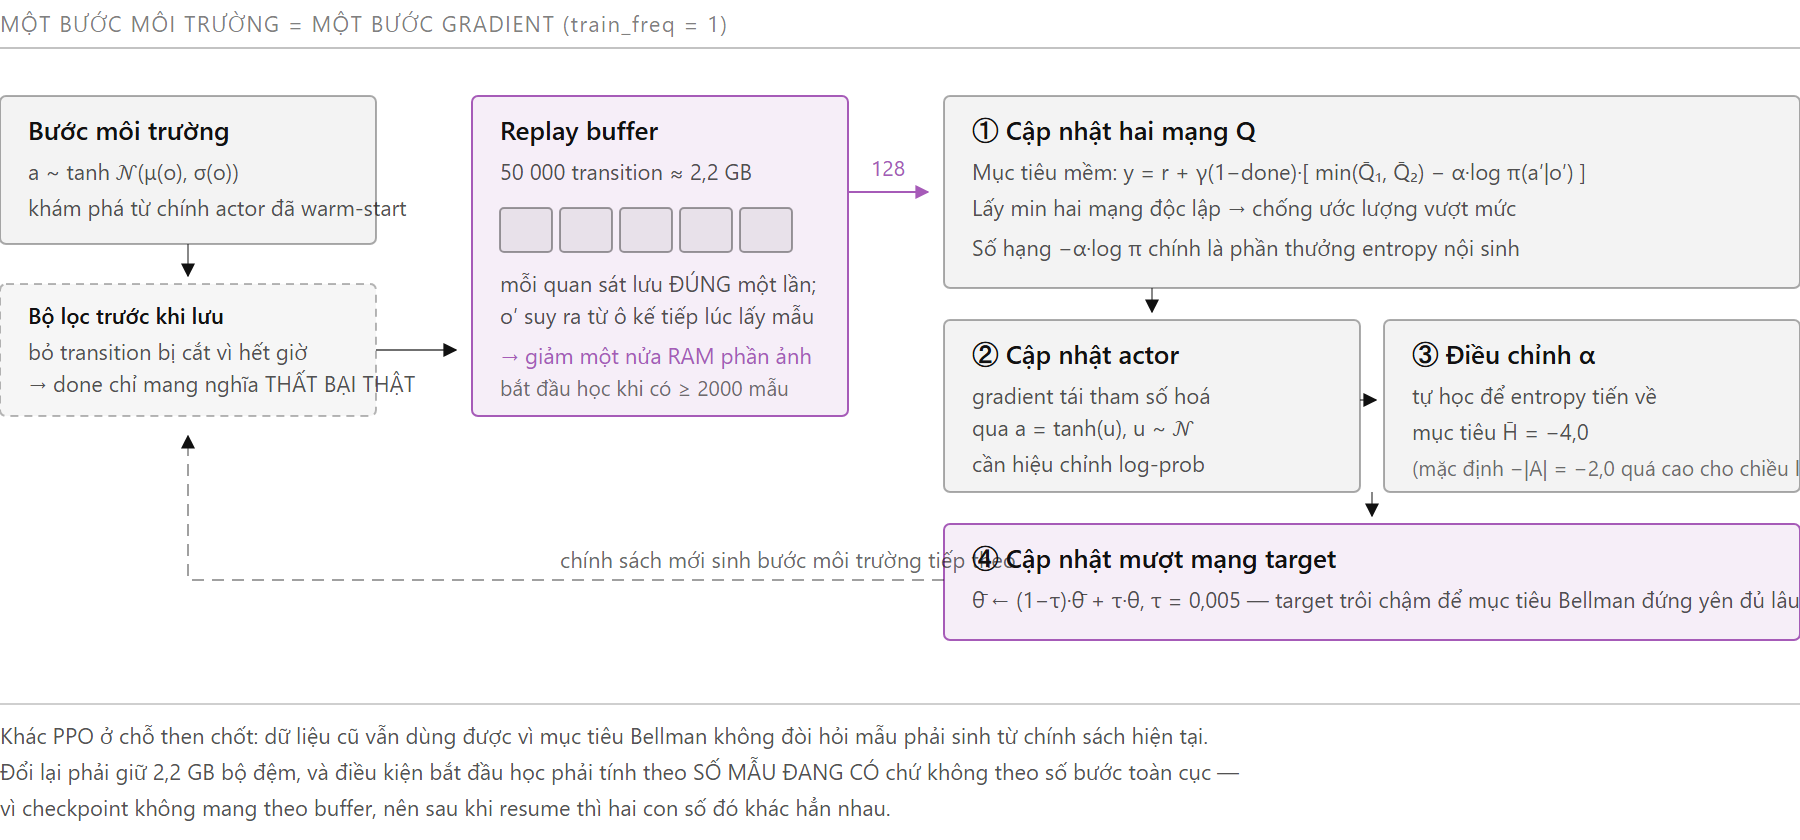 MỘT BƯỚC MÔI TRƯỜNG = MỘT BƯỚC GRADIENT (train_freq = 1)
Bước môi trường
a ~ tanh 𝒩(μ(o), σ(o))
khám phá từ chính actor đã warm-start
Bộ lọc trước khi lưu
bỏ transition bị cắt vì hết giờ
→ done chỉ mang nghĩa THẤT BẠI THẬT
Replay buffer
50 000 transition ≈ 2,2 GB
mỗi quan sát lưu ĐÚNG một lần;
o′ suy ra từ ô kế tiếp lúc lấy mẫu
→ giảm một nửa RAM phần ảnh
bắt đầu học khi có ≥ 2000 mẫu
128
① Cập nhật hai mạng Q
Mục tiêu mềm: y = r + γ(1−done)·[ min(Q̄₁, Q̄₂) − α·log π(a′|o′) ]
Lấy min hai mạng độc lập → chống ước lượng vượt mức
Số hạng −α·log π chính là phần thưởng entropy nội sinh
② Cập nhật actor
gradient tái tham số hoá
qua a = tanh(u), u ~ 𝒩
cần hiệu chỉnh log-prob
③ Điều chỉnh α
tự học để entropy tiến về
mục tiêu H̄ = −4,0
(mặc định −|A| = −2,0 quá cao cho chiều
chính sách mới sinh bước môi trường tiếp theo
④ Cập nhật mượt mạng target
θ̄ ← (1−τ)·θ̄ + τ·θ, τ = 0,005 — target trôi chậm để mục tiêu Bellman đứng yên đủ lâu
Khác PPO ở chỗ then chốt: dữ liệu cũ vẫn dùng được vì mục tiêu Bellman không đòi hỏi mẫu phải sinh từ chính sách hiện tại.
Đổi lại phải giữ 2,2 GB bộ đệm, và điều kiện bắt đầu học phải tính theo SỐ MẪU ĐANG CÓ chứ không theo số bước toàn cục —
vì checkpoint không mang theo buffer, nên sau khi resume thì hai con số đó khác hẳn nhau.